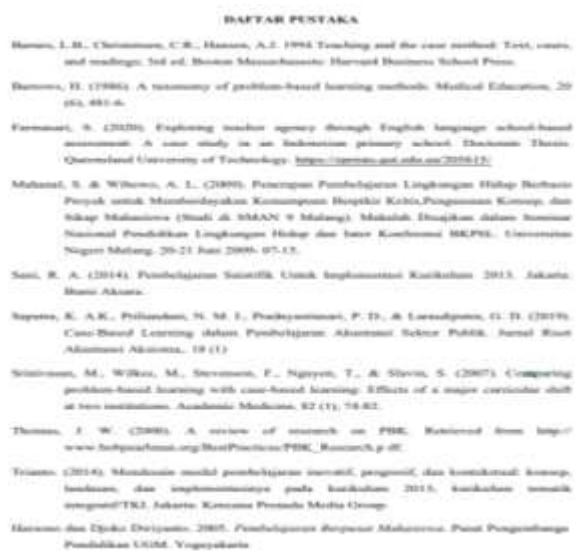 DAFTAR PUSTAKA
Barnes, L.B., Christensen, C.R., Hansen, A.J. 1994 Teaching and the case method: Text, cases,
and readings. 3rd ed. Boston Massachussets: Harvard Business School Press.
Barrows, H. (1986). A taxonomy of problem-based learning methods. Medical Education, 20
(6), 481-6.
Farmasari, S. (2020). Exploring teacher agency through English language school-based
assessment: A case study in an Indonesian primary school. Doctorate Thesis.
Queensland University of Technology.
Mahanal, S. & Wibowo, A. L. (2009). Penerapan Pembelajaran Lingkungan Hidup Berbasis
Proyek untuk Memberdayakan Kemampuan Berpikir Kritis, Penguasaan Konsep, dan
Sikap Mahasiswa (Studi di SMAN 9 Malang). Makalah Disajikan dalam Seminar
Nasional Pendidikan Lingkungan Hidup dan Konferensi BKPSL. Universitas
Negeri Malang. 20-21 Juni 2009: 07-15.
Sani, R. A. (2014). Pembelajaran Saintifik Untuk Implementasi Kurikulum 2013. Jakarta:
Bumi Aksara.
Saputra, K. A.K., N. M. I., P. D., & G. D. (2019).
Case-Based Learning dalam Pembelajaran Akuntansi Sektor Publik. Jurnal Riset
Akuntansi Aksioma, 18 (1)
Srinivasan, M., Wilkes, M., Stevenson, F., Nguyen, T., & Slavin, S. (2007). Comparing
problem-based learning with case-based learning: Effects of a major curricular shift
at two institutions. Academic Medicine, 82 (1), 74-82.
Thomas, J. W. (2000). A review of research on PBK. Retrieved from http://
www.bobpearlman.org/BestPractices/PBK_Research.p df.
Trianto. (2014). Mendesain model pembelajaran inovatif, progresif, dan kontekstual: konsep,
landasan, dan implementasinya pada kurikulum 2013, kurikulum tematik
integratif/TKI. Jakarta: Kencana Prenada Media Group.
Harsono dan Djoko Dwiyanto. 2005. Pembelajaran Berpusat Mahasiswa. Pusat Pengembangan
Pendidikan UGM. Yogyakarta